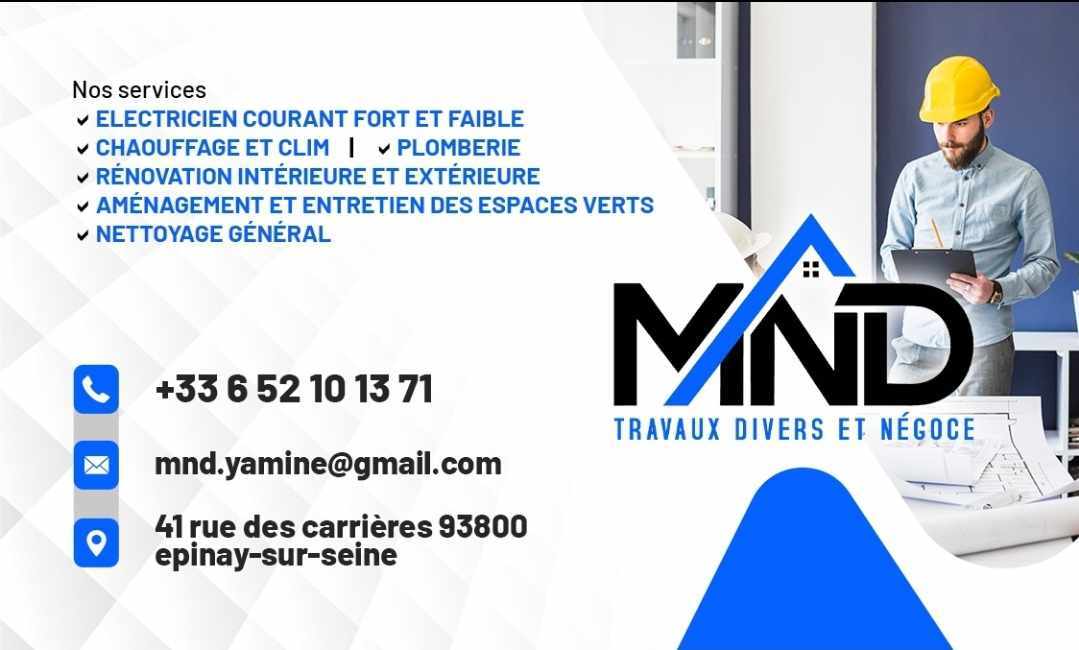 Nos services
ELECTRICIEN COURANT FORT ET FAIBLE
CHAOUFFAGE ET CLIM | PLOMBERIE
RÉNOVATION INTÉRIEURE ET EXTÉRIEURE
AMÉNAGEMENT ET ENTRETIEN DES ESPACES VERTS
NETTOYAGE GÉNÉRAL
MND
TRAVAUX DIVERS ET NÉGOCE
+33 6 52 10 13 71
mnd.yamine@gmail.com
41 rue des carrières 93800
epinay-sur-seine